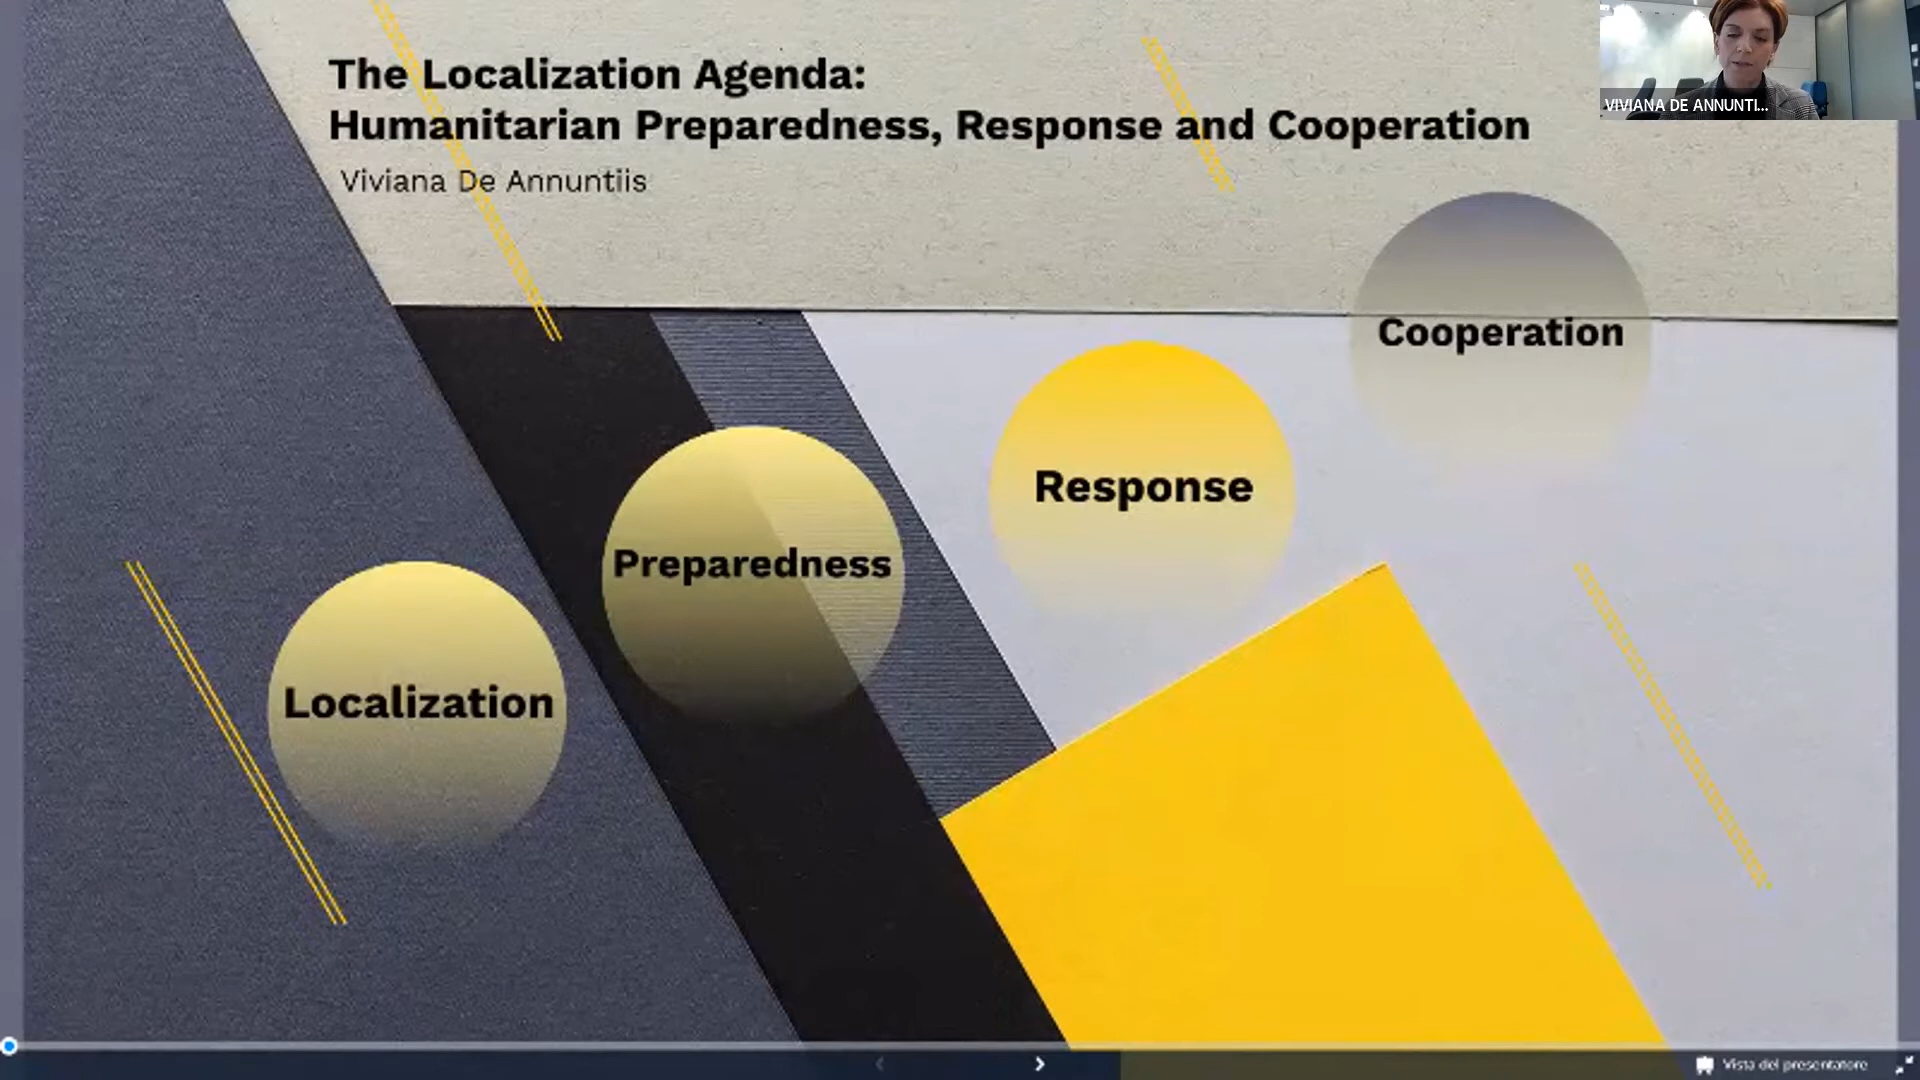 The Localization Agenda:
Humanitarian Preparedness, Response and Cooperation
Viviana De Annuntiis
VIVIANA DE ANNUNTI...
Cooperation
Response
Preparedness
Localization
Vista del presentatore